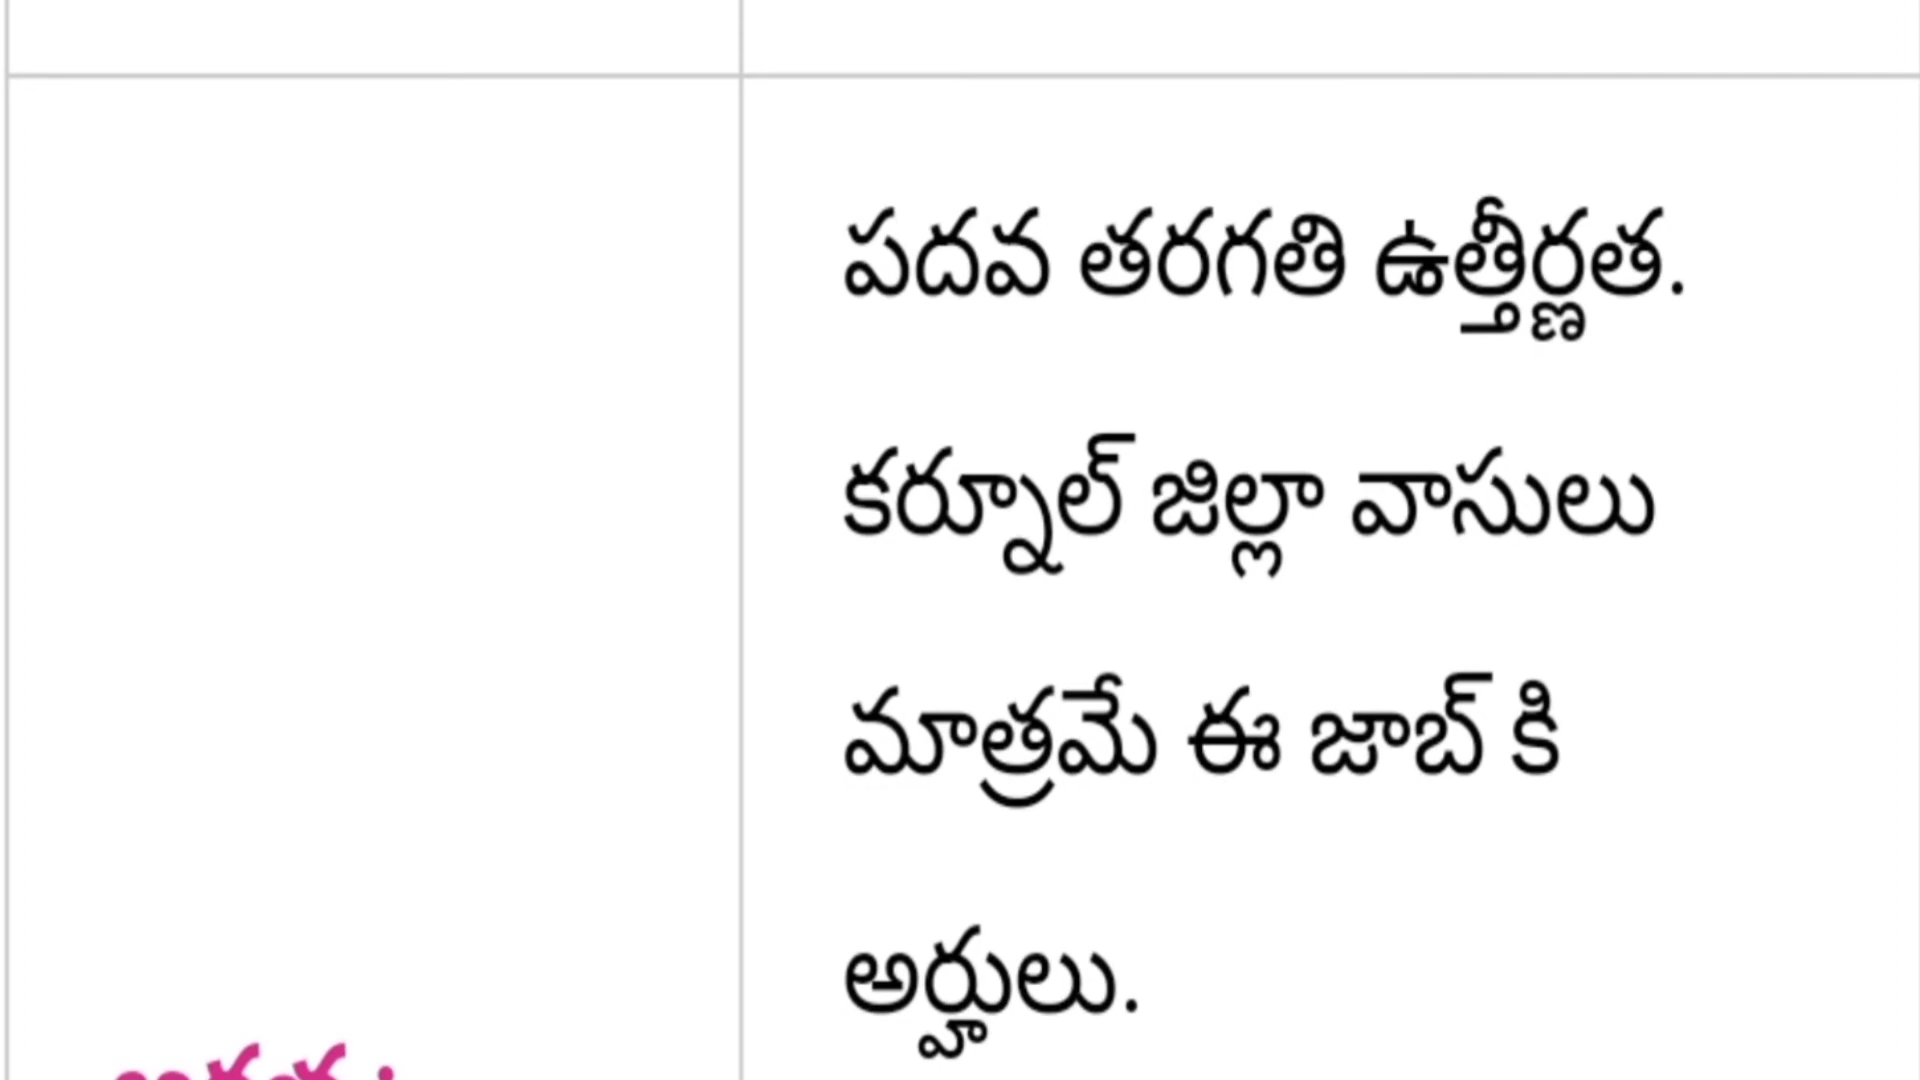 పదవ తరగతి ఉత్తీర్ణత.
కర్నూల్ జిల్లా వాసులు
మాత్రమే ఈ జాబ్ కి
అర్హులు.